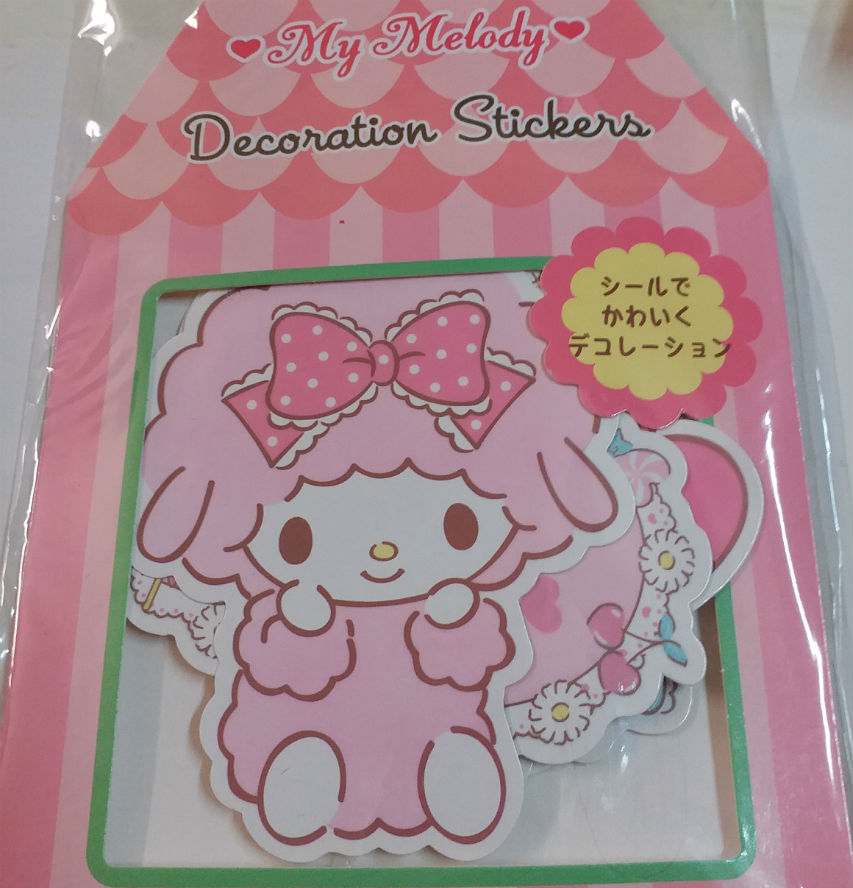 My Melody
Decoration Stickers
シールで
かわいく
デコレーション